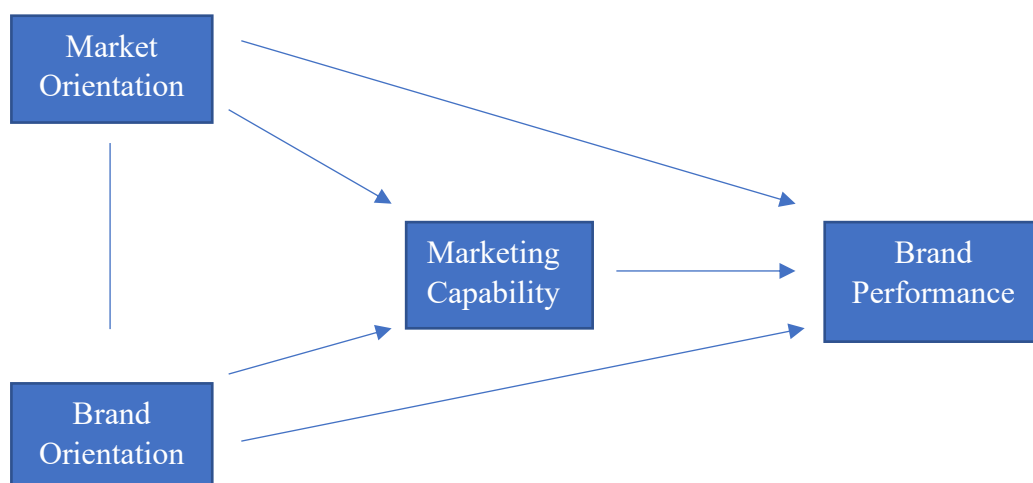 Market
Orientation
Marketing
Capability
Brand
Performance
Brand
Orientation